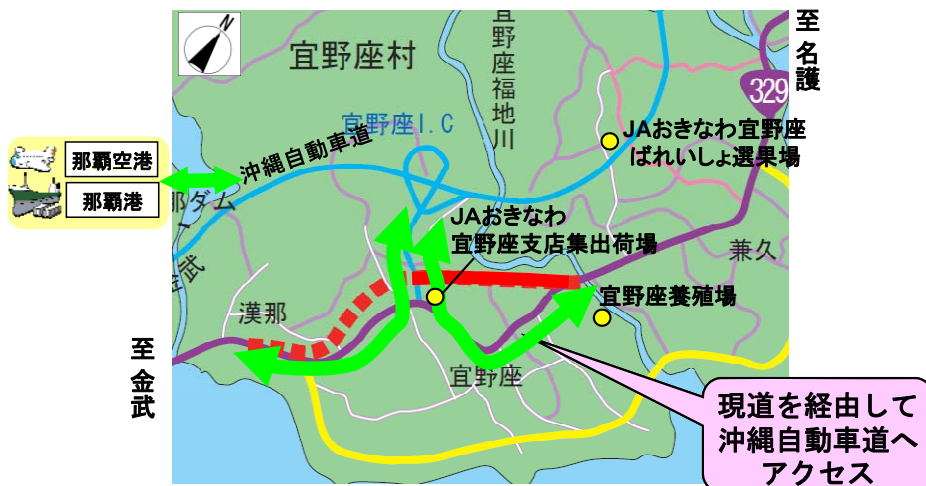 N
宜野座村
宜野座福地川
至 名護
329
宜野座I.C
JAおきなわ宜野座
ばれいしょ選果場
那覇空港
那覇港
沖縄自動車道
那ダム
JAおきなわ
宜野座支店集出荷場
兼久
宜野座養殖場
武
漢那
至 金武
宜野座
現道を経由して
沖縄自動車道へ
アクセス